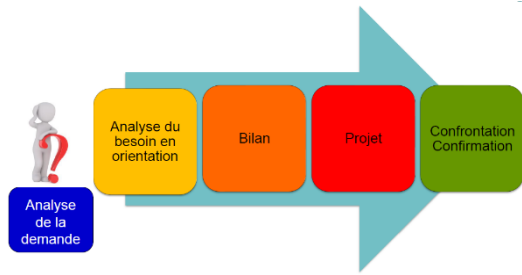 Analyse
de la
demande
Analyse du
besoin en
orientation
Bilan
Projet
Confrontation
Confirmation